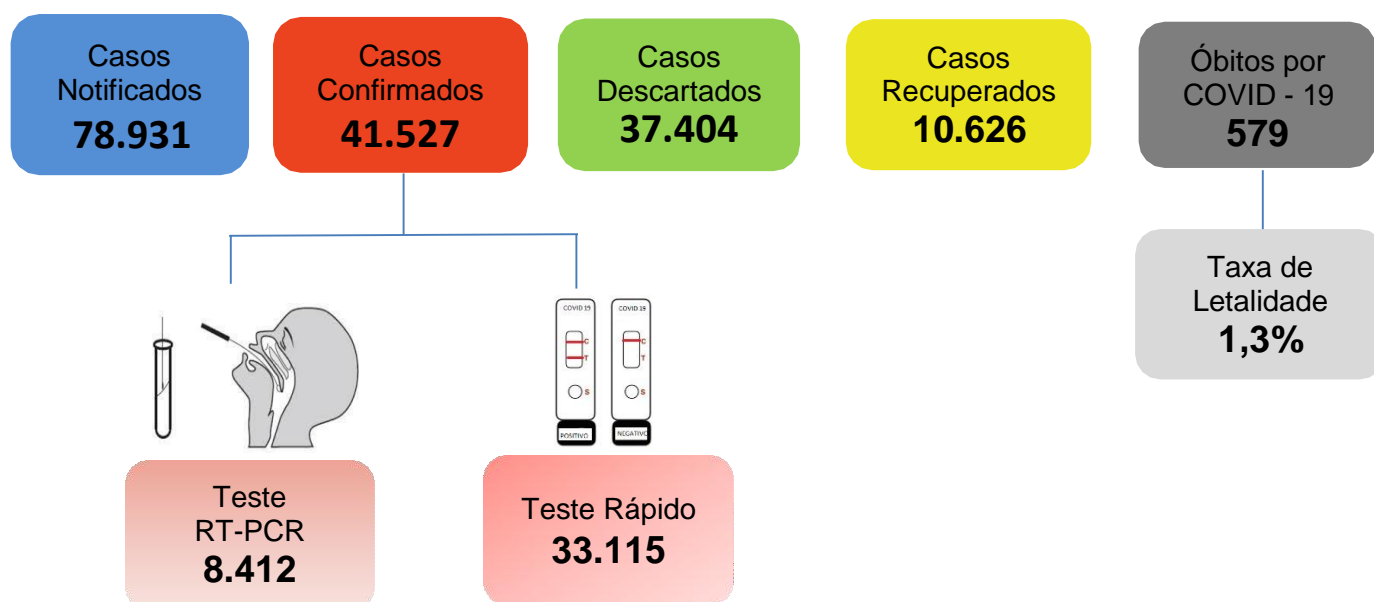 Casos
Notificados
78.931
Casos
Confirmados
41.527
Casos
Descartados
37.404
Casos
Recuperados
10.626
Óbitos por
COVID - 19
579
Taxa de
Letalidade
1,3%
COVID 19
C
T
S
POSITIVO
COVID 19
C
T
S
NEGATIVO
Teste
RT-PCR
8.412
Teste Rápido
33.115